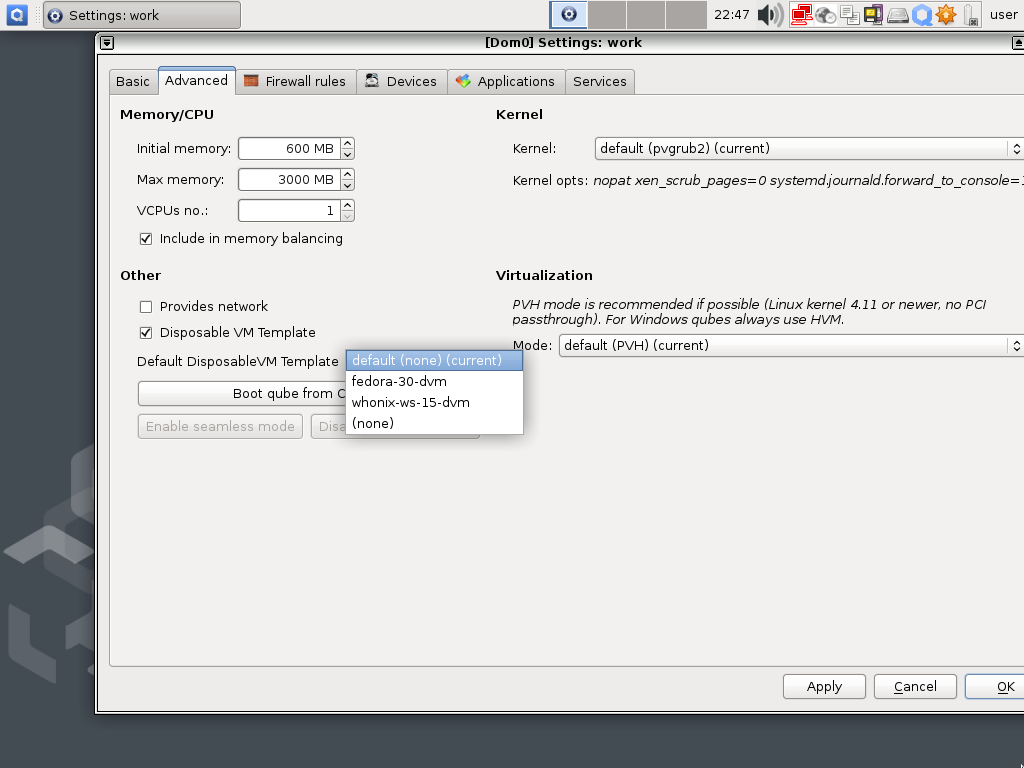 Settings: work
22:47
user
[Dom0] Settings: work
Basic
Advanced
Firewall rules
Devices
Applications
Services
Memory/CPU
Initial memory:
600 MB
Max memory:
3000 MB
VCPUs no.:
1
Include in memory balancing
Kernel
Kernel:
default (pvgrub2) (current)
Kernel opts: nopat xen_scrub_pages=0 systemd.journald.forward_to_console=1
Other
Provides network
Disposable VM Template
Default DisposableVM Template
default (none) (current)
fedora-30-dvm
whonix-ws-15-dvm
(none)
Boot qube from C
Enable seamless mode
Disa
Virtualization
PVH mode is recommended if possible (Linux kernel 4.11 or newer, no PCI
passthrough). For Windows qubes always use HVM.
Mode:
default (PVH) (current)
Apply
Cancel
OK